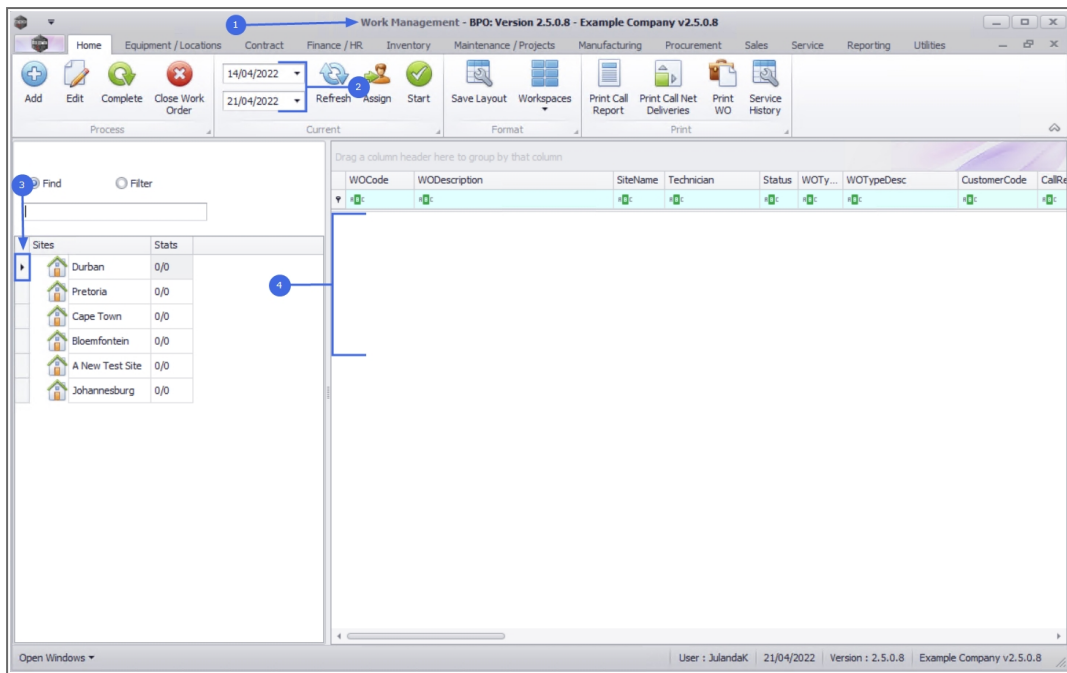 1
Work Management - BPO: Version 2.5.0.8 - Example Company v2.5.0.8
Home Equipment / Locations Contract Finance / HR Inventory Maintenance / Projects Manufacturing Procurement Sales Service Reporting Utilities
14/04/2022
21/04/2022
2
Add Edit Complete Close Work Order
Refresh Assign Start Save Layout Workspaces Print Call Report Print Call Net Deliveries Print WO Service History
Process Current Format Print
Drag a column header here to group by that column
3
Find Filter
WOCode WODescription SiteName Technician Status WOTy... WOTypeDesc CustomerCode CallRe
Sites Stats
Durban 0/0
4
Pretoria 0/0
Cape Town 0/0
Bloemfontein 0/0
A New Test Site 0/0
Johannesburg 0/0
Open Windows User : JulandaK 21/04/2022 Version : 2.5.0.8 Example Company v2.5.0.8